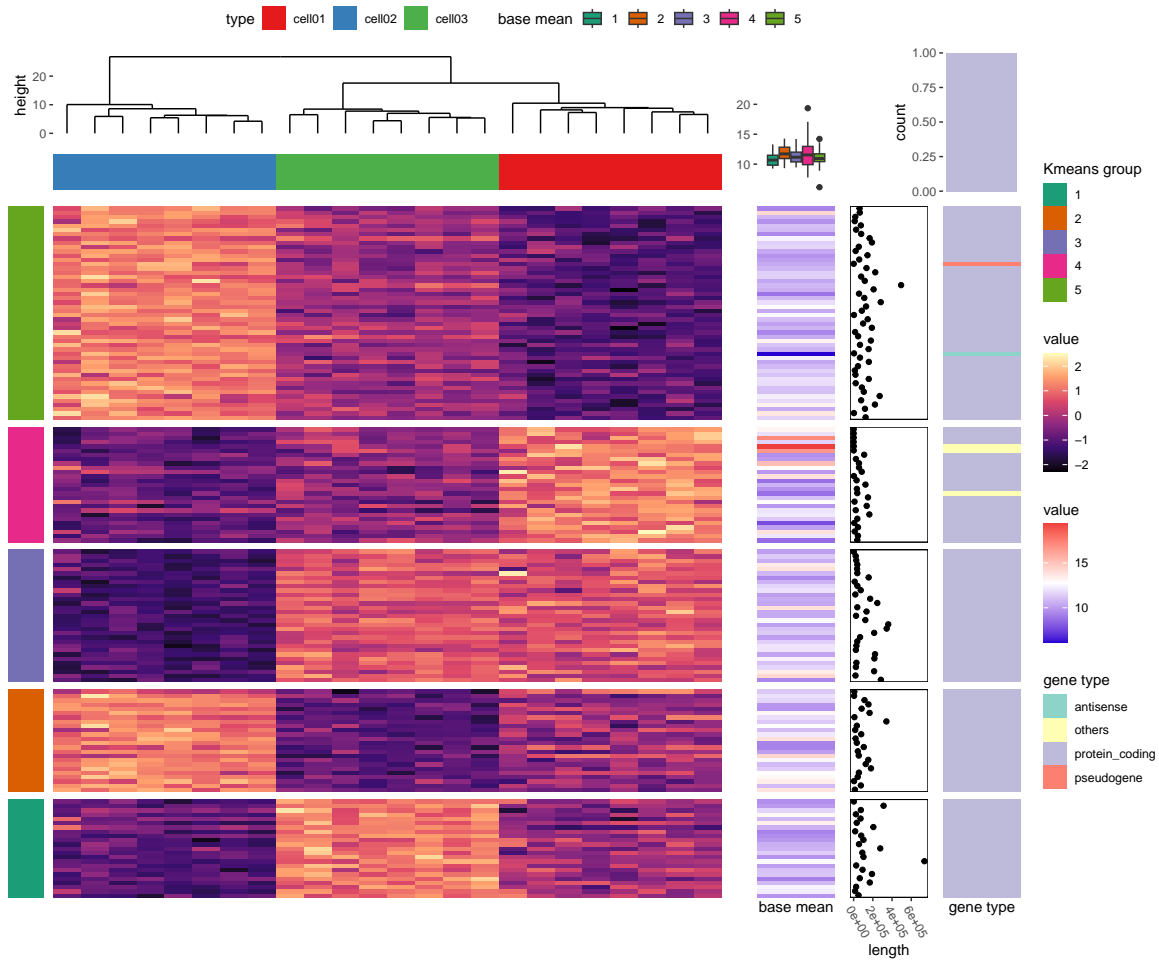 type cell01 cell02 cell03 base mean 1 2 3 4 5
height
20
10
0
20
15
10
count
1.00
0.75
0.50
0.25
0.00
Kmeans group
1
2
3
4
5
value
2
1
0
−1
−2
value
15
10
gene type
antisense
others
protein_coding
pseudogene
base mean
0e+00
2e+05
4e+05
6e+05
length
gene type